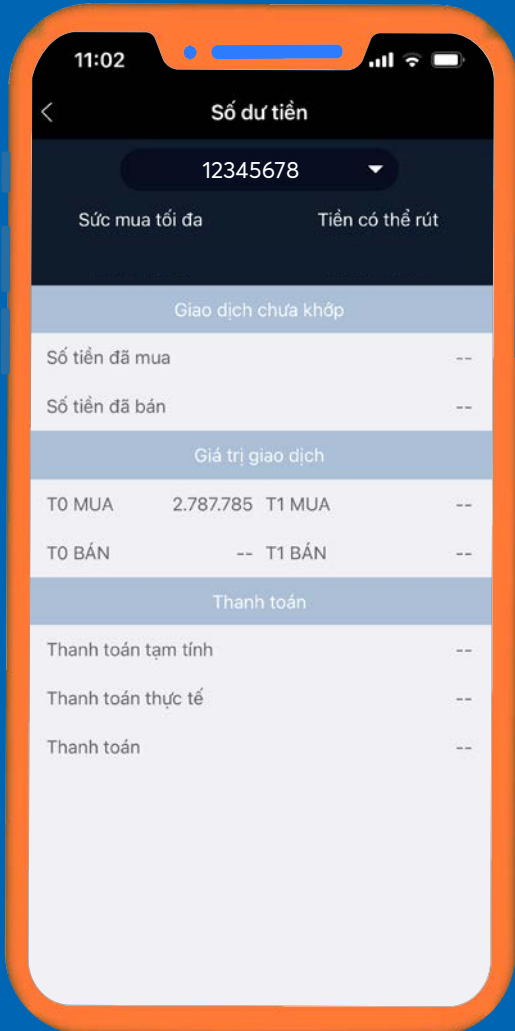 11:02
Số dư tiền
12345678
Sức mua tối đa Tiền có thể rút
Giao dịch chưa khớp
Số tiền đã mua --
Số tiền đã bán --
Giá trị giao dịch
T0 MUA 2.787.785 T1 MUA --
T0 BÁN -- T1 BÁN --
Thanh toán
Thanh toán tạm tính --
Thanh toán thực tế --
Thanh toán --